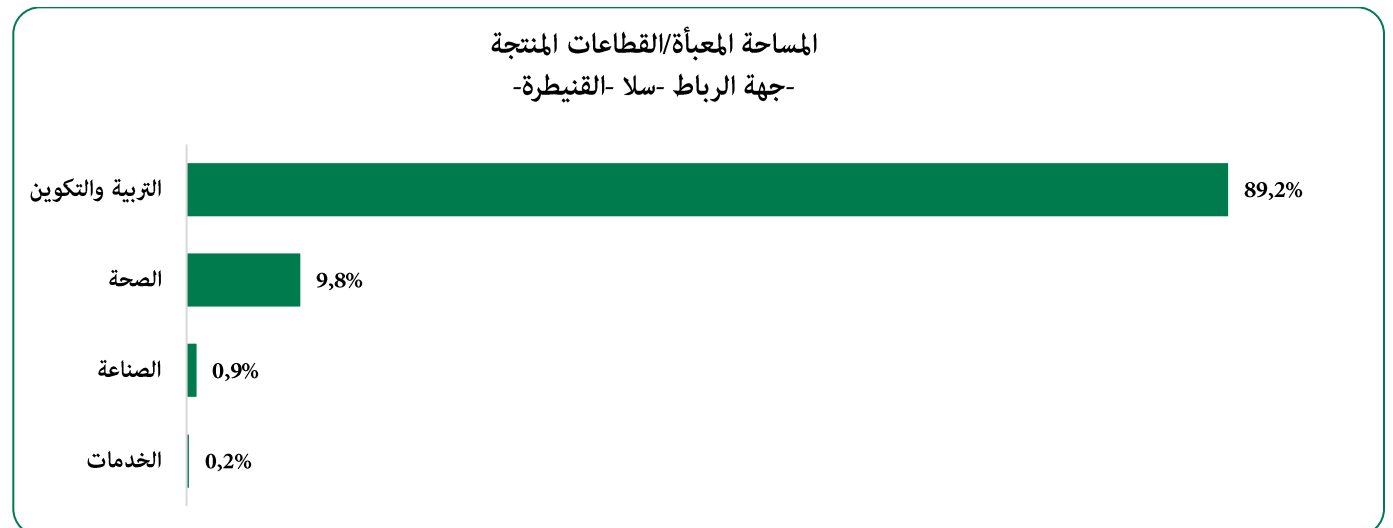 المساحة المعبأة/القطاعات المنتجة
-جهة الرباط -سلا -القنيطرة-
التربية والتكوين 89,2%
الصحة 9,8%
الصناعة 0,9%
الخدمات 0,2%